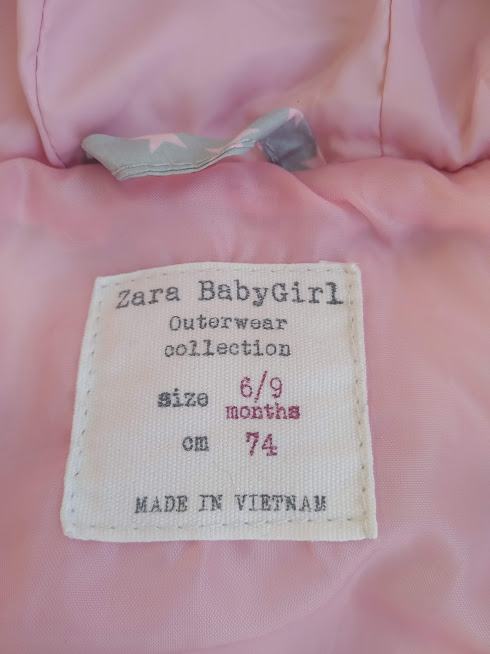 Zara BabyGirl
Outerwear
collection
size 6/9
months
cm 74
MADE IN VIETNAM